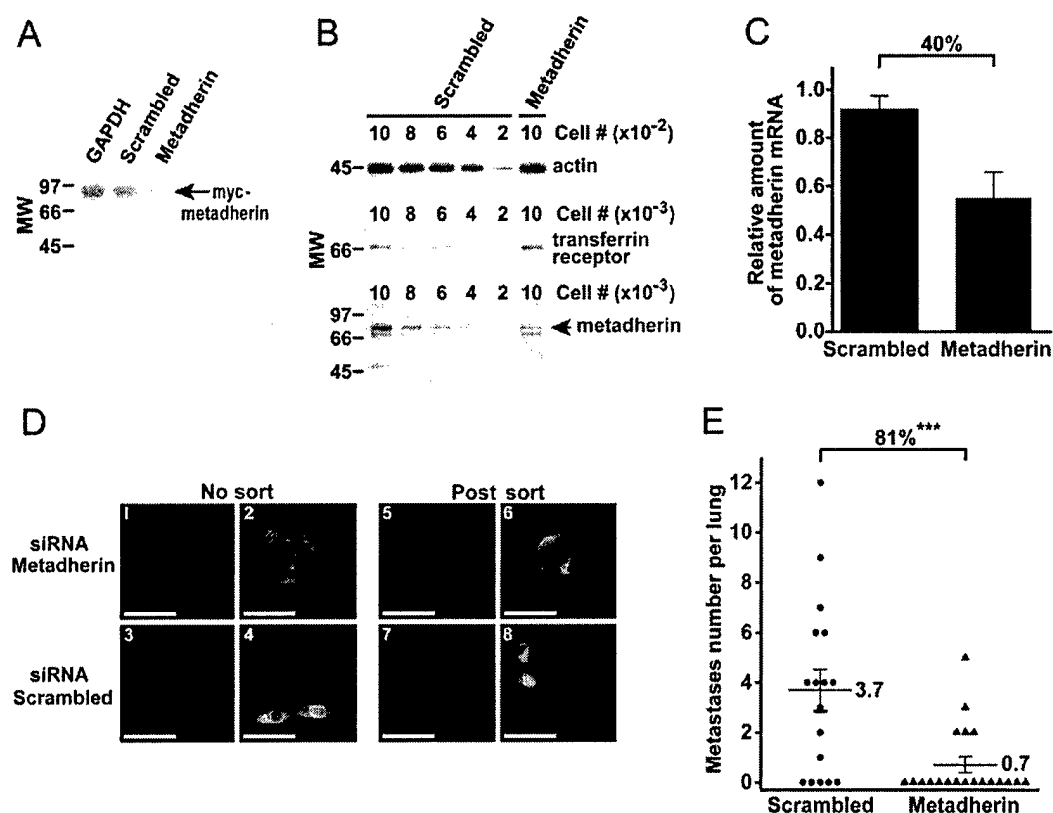 A
GAPDH
Scrambled
Metadherin
MW
97
66
45
myc-
metadherin
B
Scrambled
Metadherin
10 8 6 4 2 10 Cell # (x10⁻²)
45 actin
10 8 6 4 2 10 Cell # (x10⁻³)
MW
66 transferrin
receptor
10 8 6 4 2 10 Cell # (x10⁻³)
97
66 metadherin
45
C
40%
Relative amount
of metadherin mRNA
1.0
0.8
0.6
0.4
0.2
0.0
Scrambled Metadherin
D
No sort Post sort
siRNA
Metadherin
1 2 5 6
siRNA
Scrambled
3 4 7 8
E
81%***
Metastases number per lung
12
10
8
6
4
2
0
3.7
0.7
Scrambled Metadherin